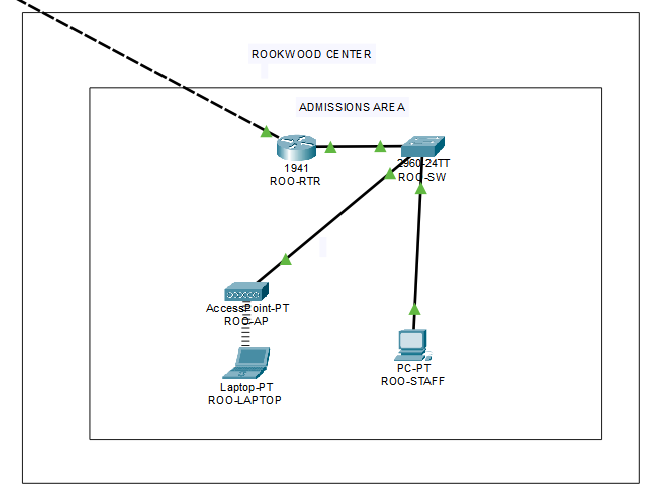 ROOKWOOD CENTER
ADMISSIONS AREA
1941
ROO-RTR
2960-24TT
ROO-SW
AccessPoint-PT
ROO-AP
Laptop-PT
ROO-LAPTOP
PC-PT
ROO-STAFF